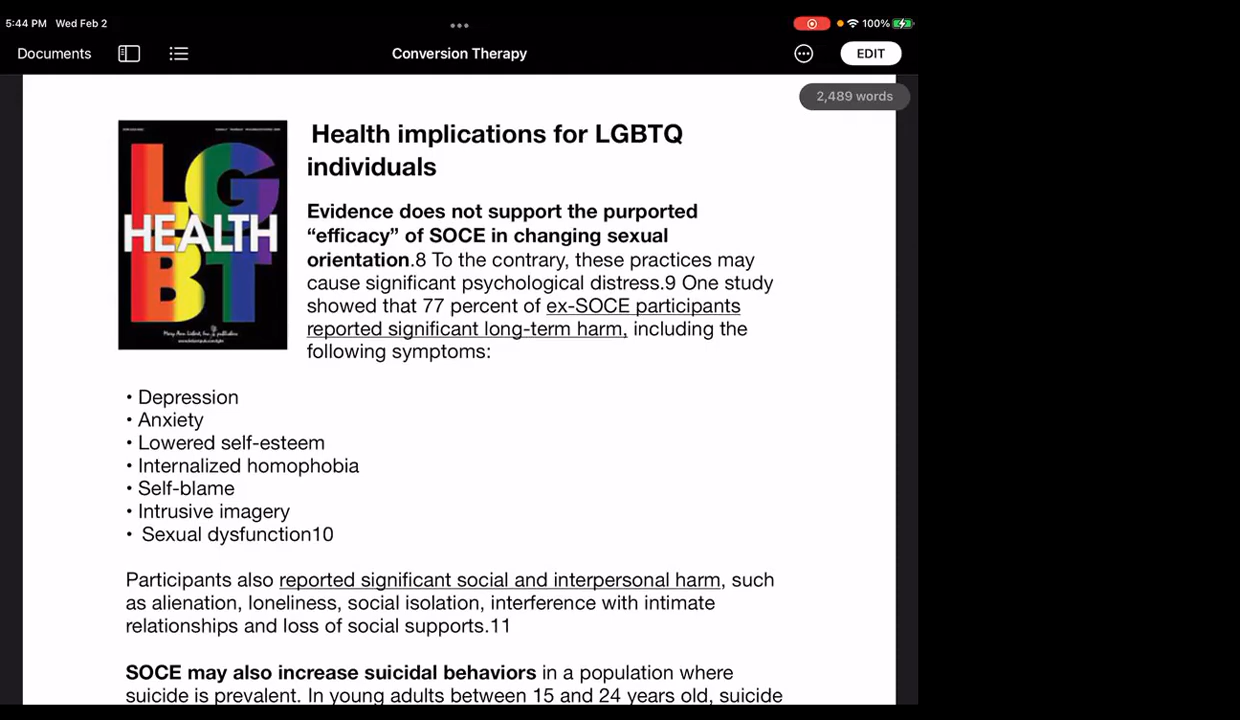 5:44 PM Wed Feb 2
100%
Documents
Conversion Therapy
EDIT
2,489 words
LG
HEALTH
BT
Mary Ann Liebert, Inc. publishers
Health implications for LGBTQ
individuals
Evidence does not support the purported
“efficacy” of SOCE in changing sexual
orientation.8 To the contrary, these practices may
cause significant psychological distress.9 One study
showed that 77 percent of ex-SOCE participants
reported significant long-term harm, including the
following symptoms:
• Depression
• Anxiety
• Lowered self-esteem
• Internalized homophobia
• Self-blame
• Intrusive imagery
• Sexual dysfunction10
Participants also reported significant social and interpersonal harm, such
as alienation, loneliness, social isolation, interference with intimate
relationships and loss of social supports.11
SOCE may also increase suicidal behaviors in a population where
suicide is prevalent. In young adults between 15 and 24 years old, suicide